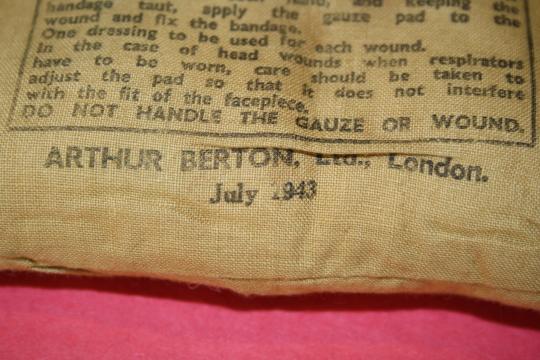 bandage taut, apply the gauze pad to the
wound and fix the bandage.
One dressing to be used for each wound.
In the case of head wounds when respirators
have to be worn, care should be taken to
adjust the pad so that it does not interfere
with the fit of the facepiece.
DO NOT HANDLE THE GAUZE OR WOUND.
ARTHUR BERTON, Ltd., London.
July 1943